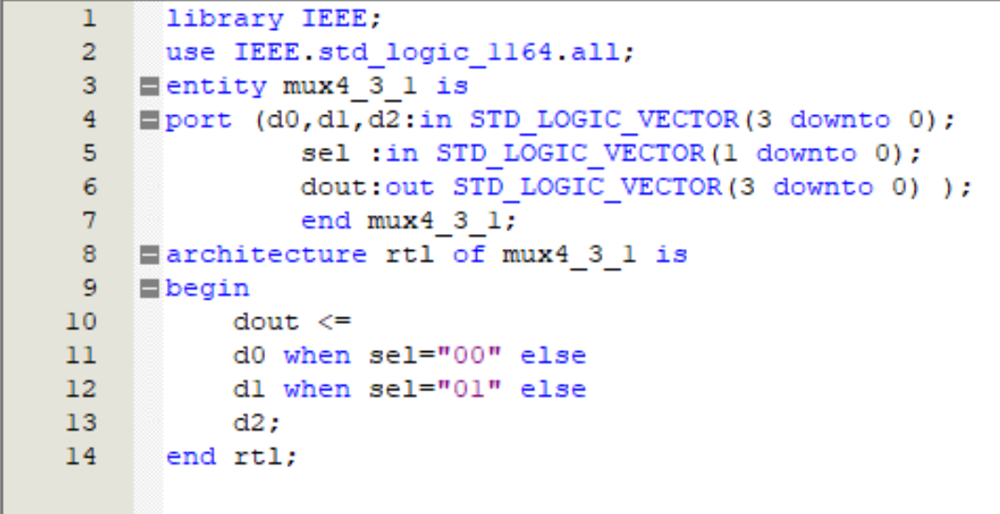 1 library IEEE;
2 use IEEE.std_logic_1164.all;
3 entity mux4_3_1 is
4 port (d0,d1,d2:in STD_LOGIC_VECTOR(3 downto 0);
5 sel :in STD_LOGIC_VECTOR(1 downto 0);
6 dout:out STD_LOGIC_VECTOR(3 downto 0) );
7 end mux4_3_1;
8 architecture rtl of mux4_3_1 is
9 begin
10 dout <=
11 d0 when sel="00" else
12 d1 when sel="01" else
13 d2;
14 end rtl;